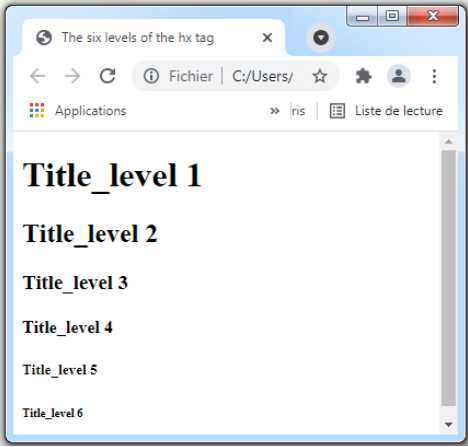 The six levels of the hx tag
Fichier | C:/Users/
Applications
» ris
Liste de lecture
Title_level 1
Title_level 2
Title_level 3
Title_level 4
Title_level 5
Title_level 6